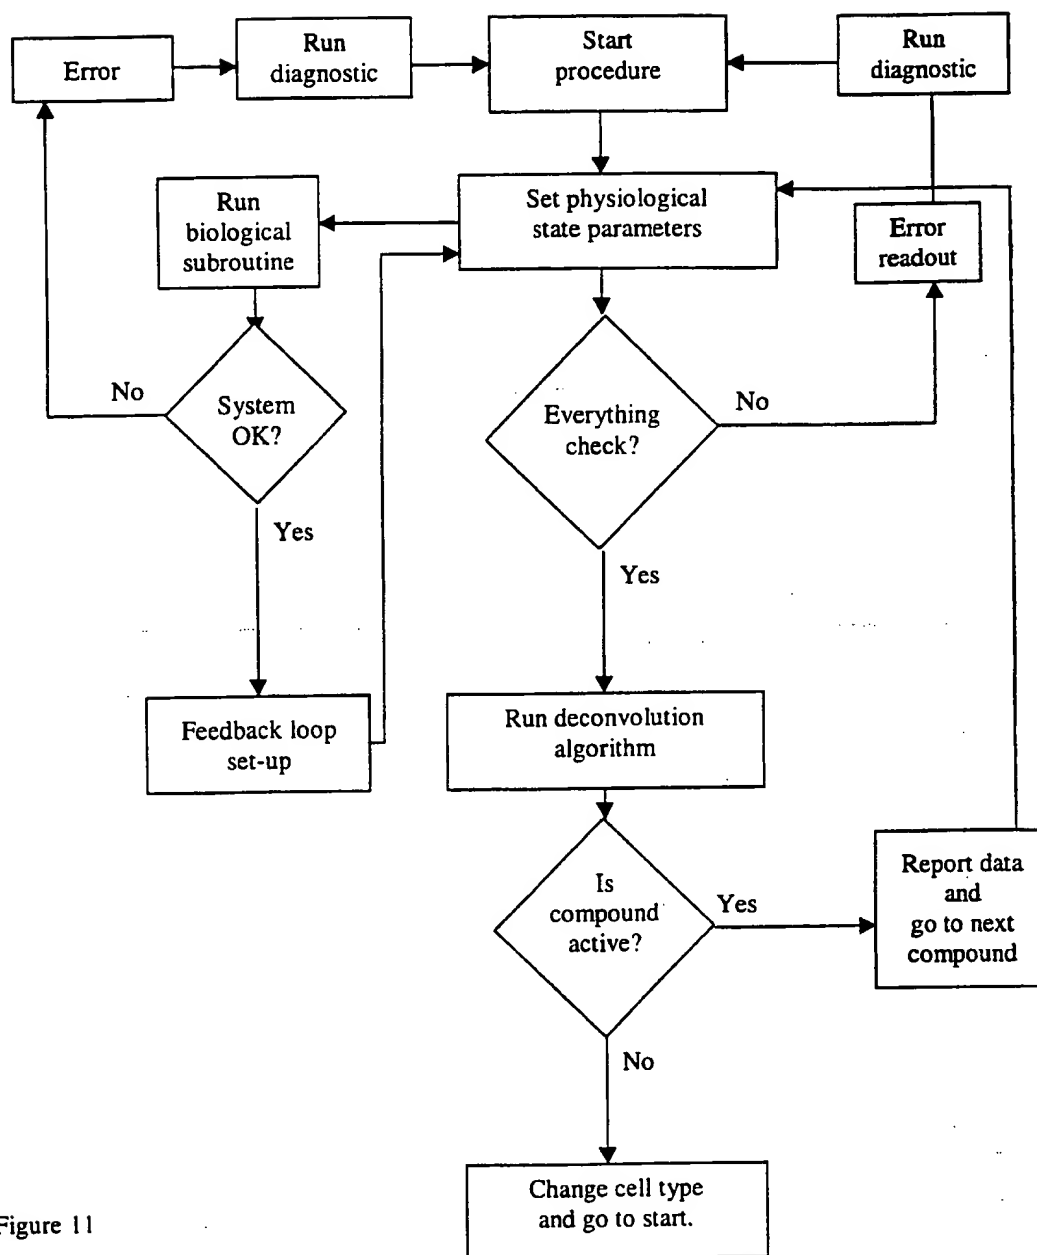 Error
Run
diagnostic
Start
procedure
Run
diagnostic
Run
biological
subroutine
Set physiological
state parameters
Error
readout
No
System
OK?
Yes
Everything
check?
No
Yes
Feedback loop
set-up
Run deconvolution
algorithm
Is
compound
active?
Yes
Report data
and
go to next
compound
No
Change cell type
and go to start.
Figure 11